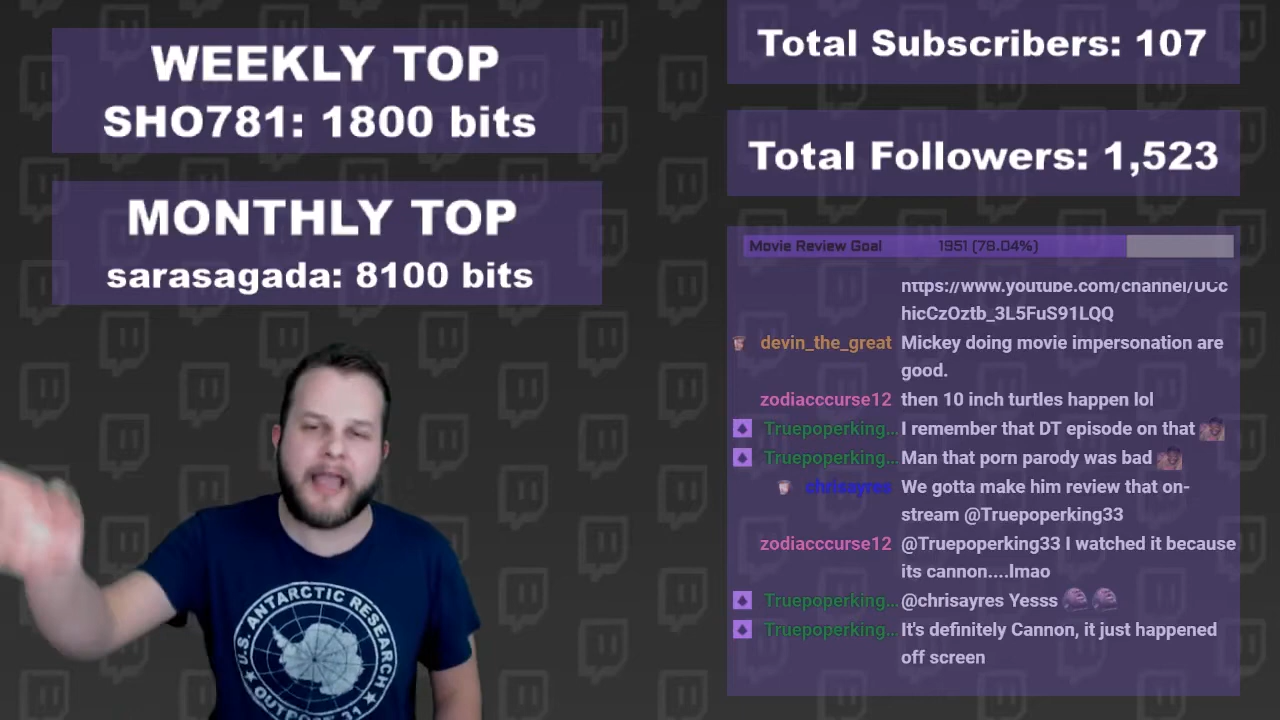 WEEKLY TOP
SHO781: 1800 bits
MONTHLY TOP
sarasagada: 8100 bits
Total Subscribers: 107
Total Followers: 1,523
Movie Review Goal 1951 (78.04%)
https://www.youtube.com/channel/UCc
hicCzOztb_3L5FuS91LQQ
devin_the_great Mickey doing movie impersonation are
good.
zodiacccurse12 then 10 inch turtles happen lol
Truepoperking... I remember that DT episode on that
Truepoperking... Man that porn parody was bad
chrisayres We gotta make him review that on-
stream @Truepoperking33
zodiacccurse12 @Truepoperking33 I watched it because
its cannon....lmao
Truepoperking... @chrisayres Yesss
Truepoperking... It's definitely Cannon, it just happened
off screen
U.S. ANTARCTIC RESEARCH
★ OUTPOST 31 ★